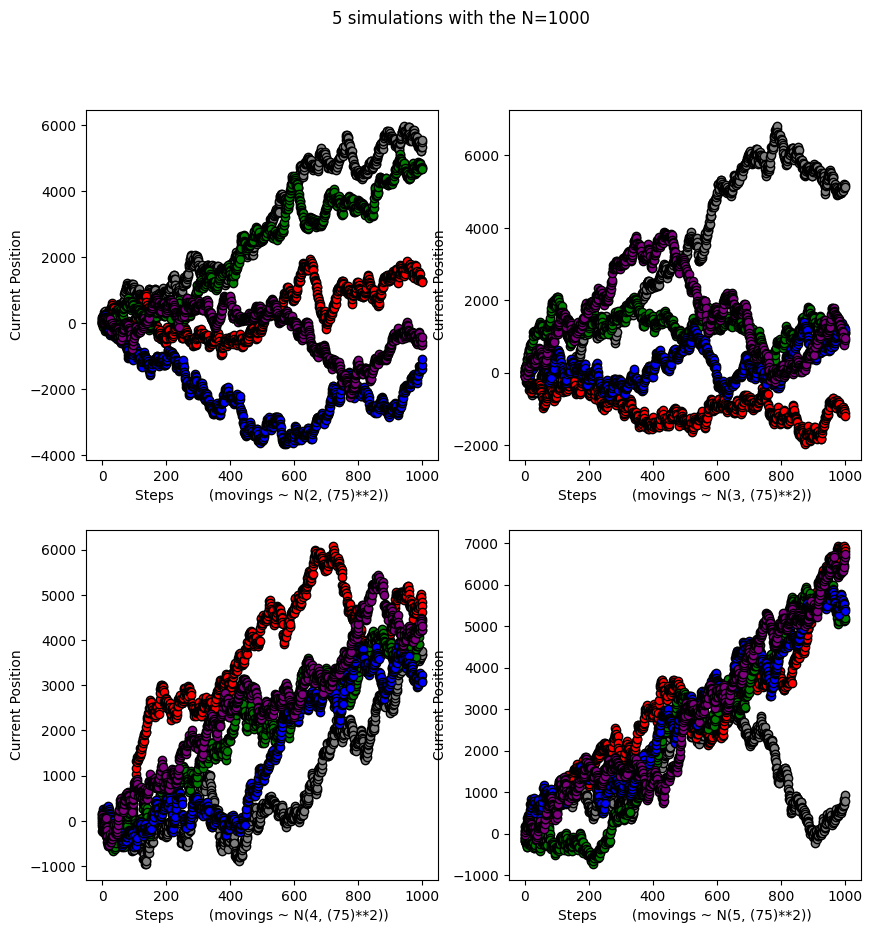 5 simulations with the N=1000
6000
4000
2000
0
−2000
−4000
Current Position
0 200 400 600 800 1000
Steps (movings ~ N(2, (75)**2))
6000
4000
2000
0
−2000
Current Position
0 200 400 600 800 1000
Steps (movings ~ N(3, (75)**2))
6000
5000
4000
3000
2000
1000
0
−1000
Current Position
0 200 400 600 800 1000
Steps (movings ~ N(4, (75)**2))
7000
6000
5000
4000
3000
2000
1000
0
−1000
Current Position
0 200 400 600 800 1000
Steps (movings ~ N(5, (75)**2))